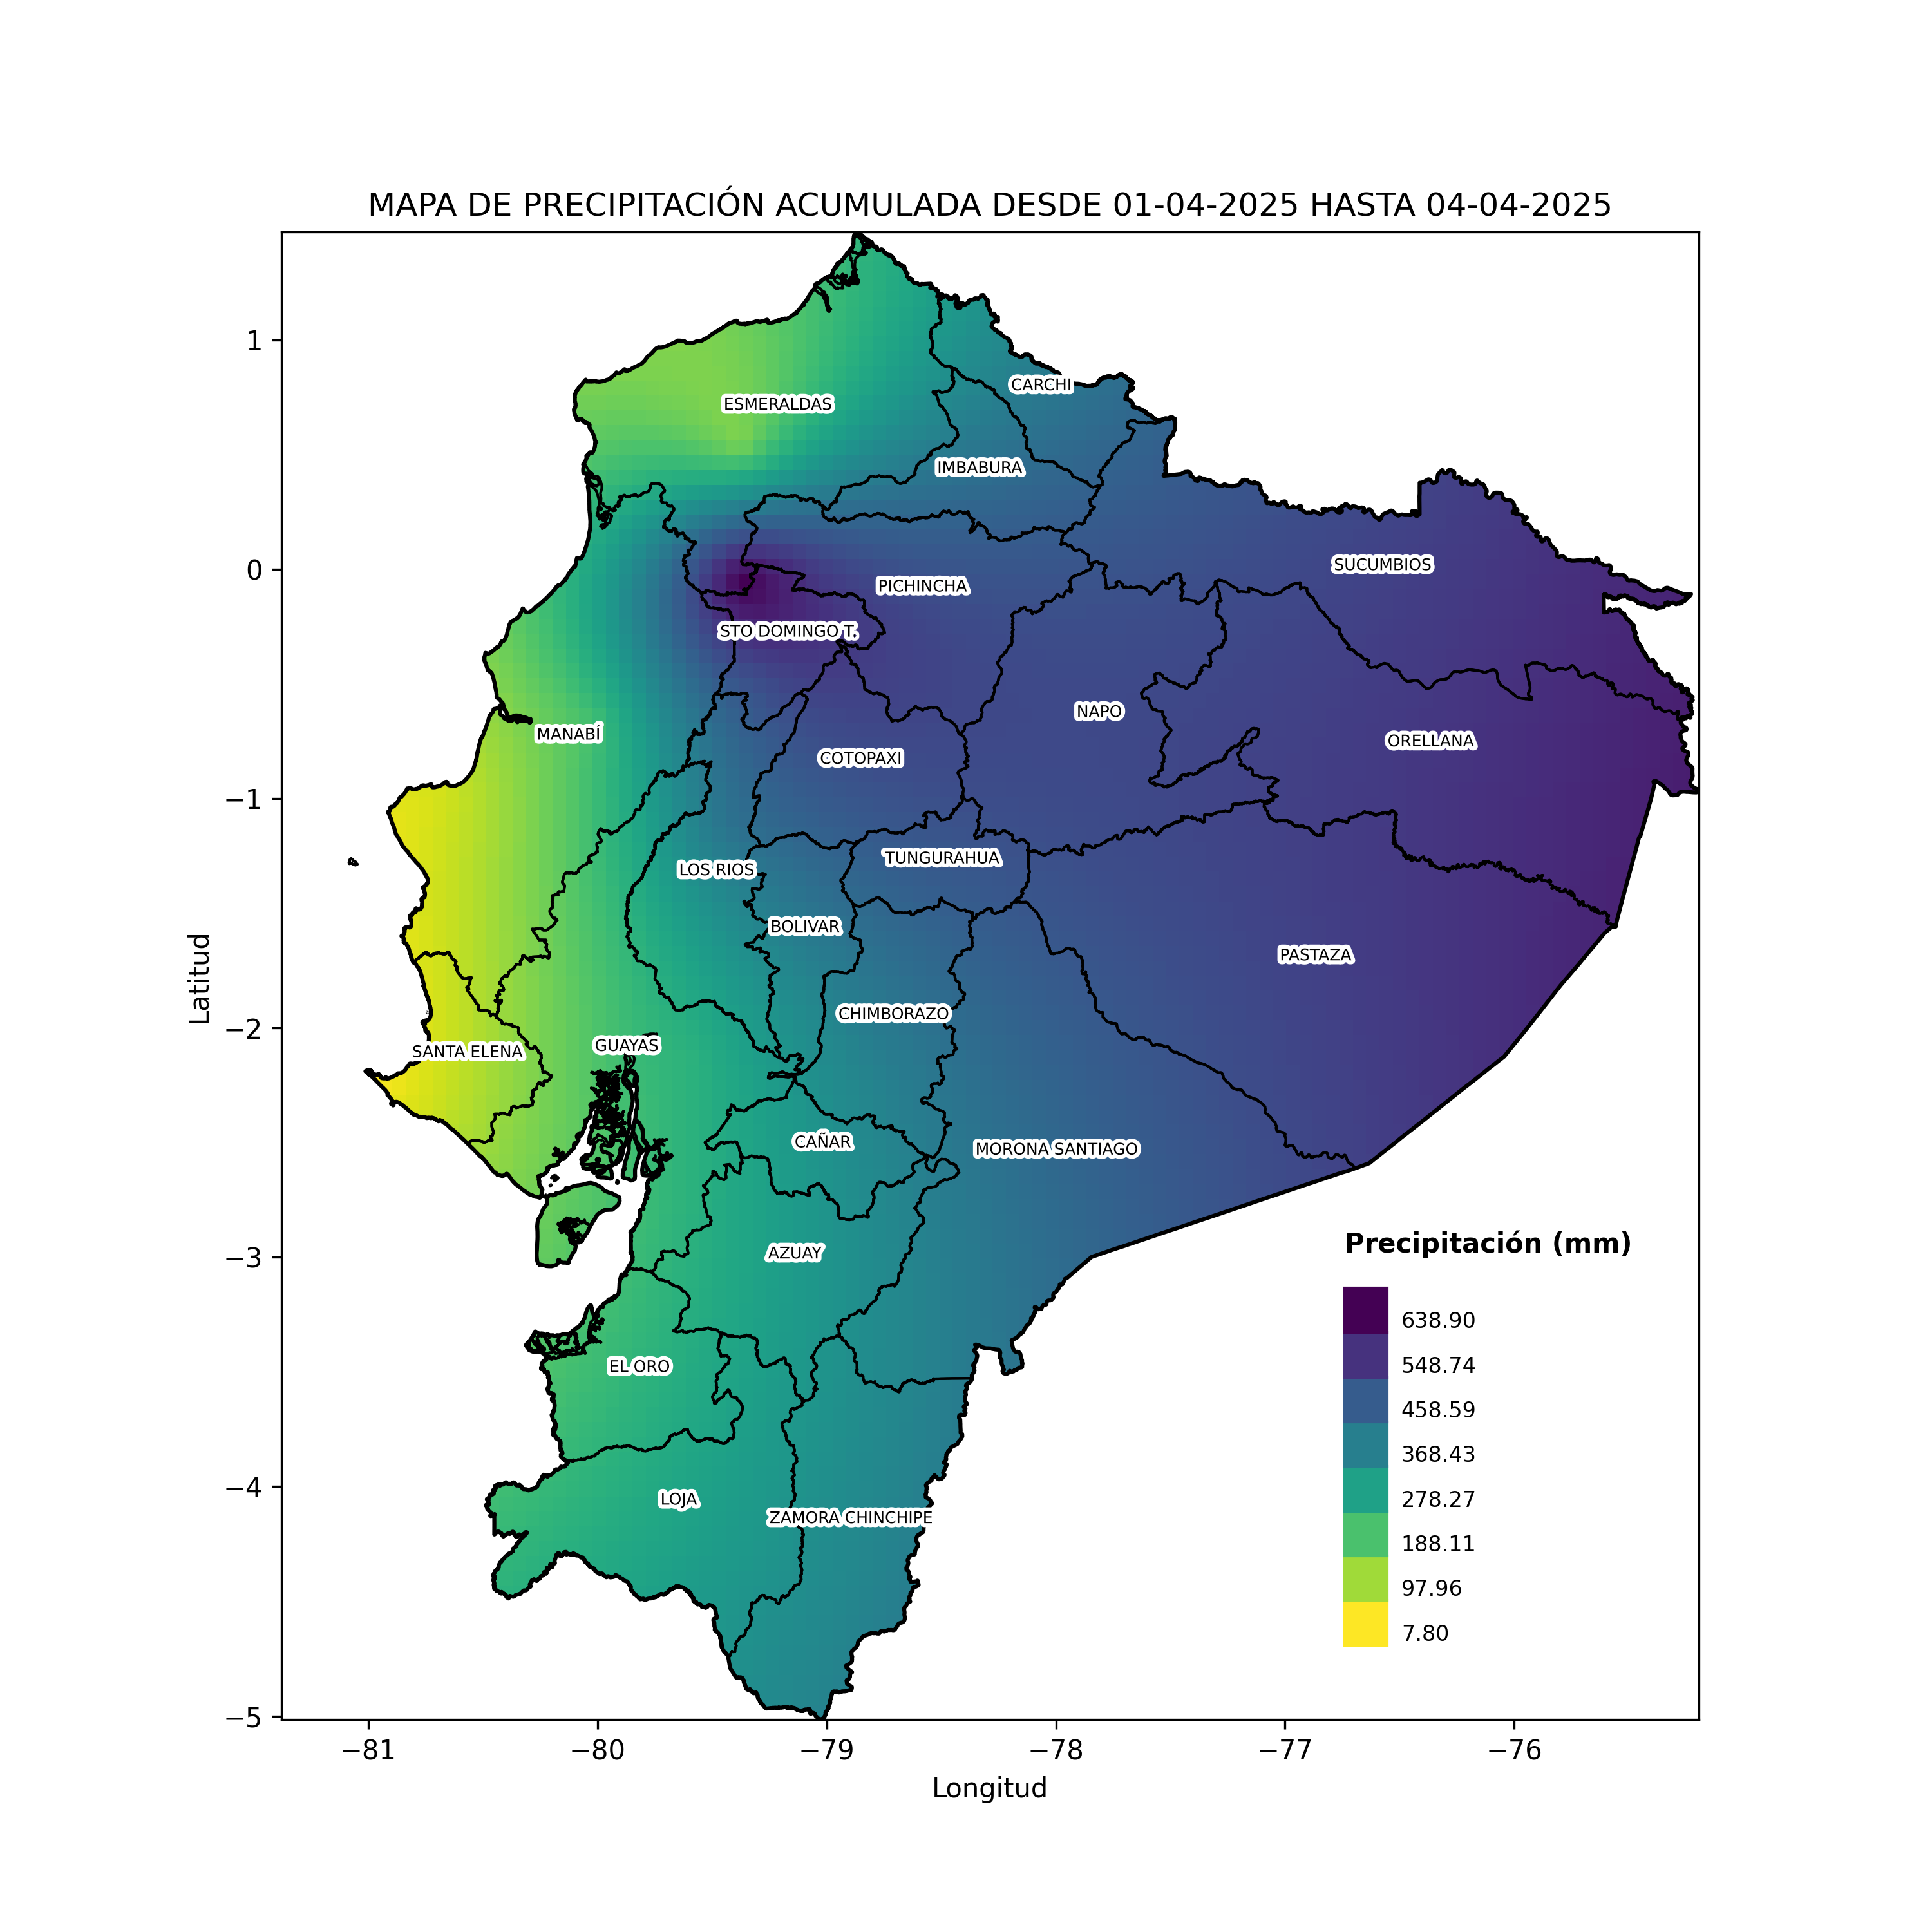 MAPA DE PRECIPITACIÓN ACUMULADA DESDE 01-04-2025 HASTA 04-04-2025
1
0
−1
−2
−3
−4
−5
Latitud
ESMERALDAS
CARCHI
IMBABURA
SUCUMBIOS
PICHINCHA
STO DOMINGO T.
NAPO
MANABÍ
ORELLANA
COTOPAXI
TUNGURAHUA
LOS RIOS
BOLIVAR
PASTAZA
CHIMBORAZO
GUAYAS
SANTA ELENA
CAÑAR
MORONA SANTIAGO
AZUAY
EL ORO
LOJA
ZAMORA CHINCHIPE
Precipitación (mm)
638.90
548.74
458.59
368.43
278.27
188.11
97.96
7.80
−81 −80 −79 −78 −77 −76
Longitud